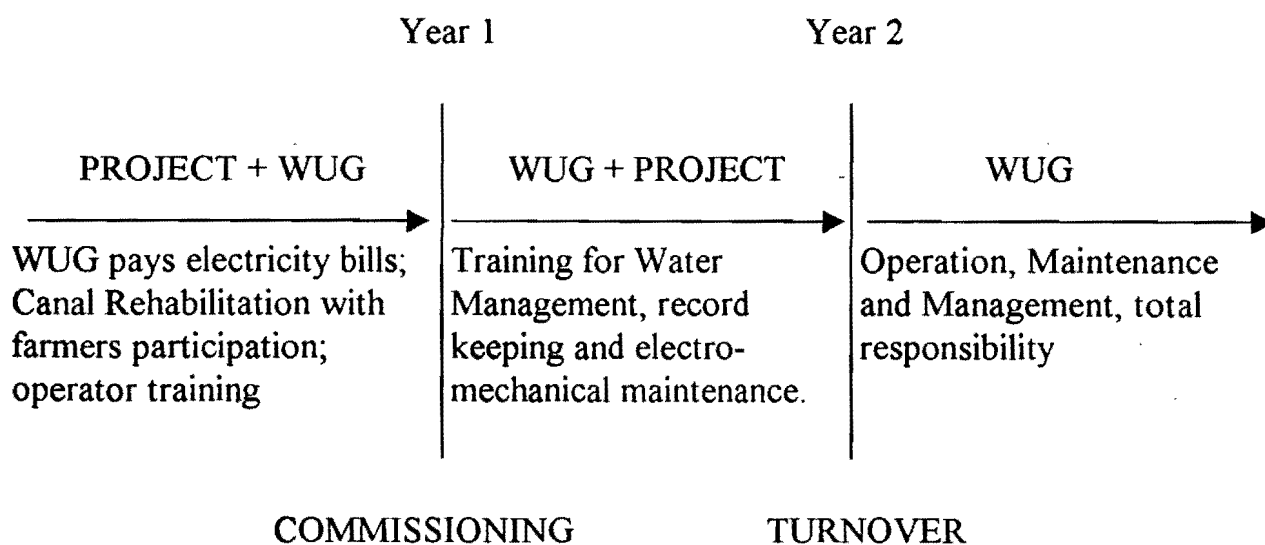 Year 1
Year 2
PROJECT + WUG
WUG + PROJECT
WUG
WUG pays electricity bills;
Canal Rehabilitation with
farmers participation;
operator training
Training for Water
Management, record
keeping and electro-
mechanical maintenance.
Operation, Maintenance
and Management, total
responsibility
COMMISSIONING
TURNOVER